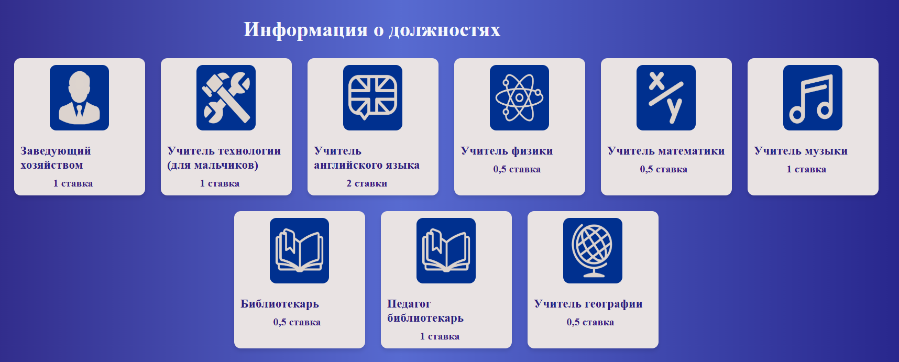 Информация о должностях
Заведующий
хозяйством
1 ставка
Учитель технологии
(для мальчиков)
1 ставка
Учитель
английского языка
2 ставки
Учитель физики
0,5 ставка
Учитель математики
0,5 ставка
Учитель музыки
1 ставка
Библиотекарь
0,5 ставка
Педагог
библиотекарь
1 ставка
Учитель географии
0,5 ставка